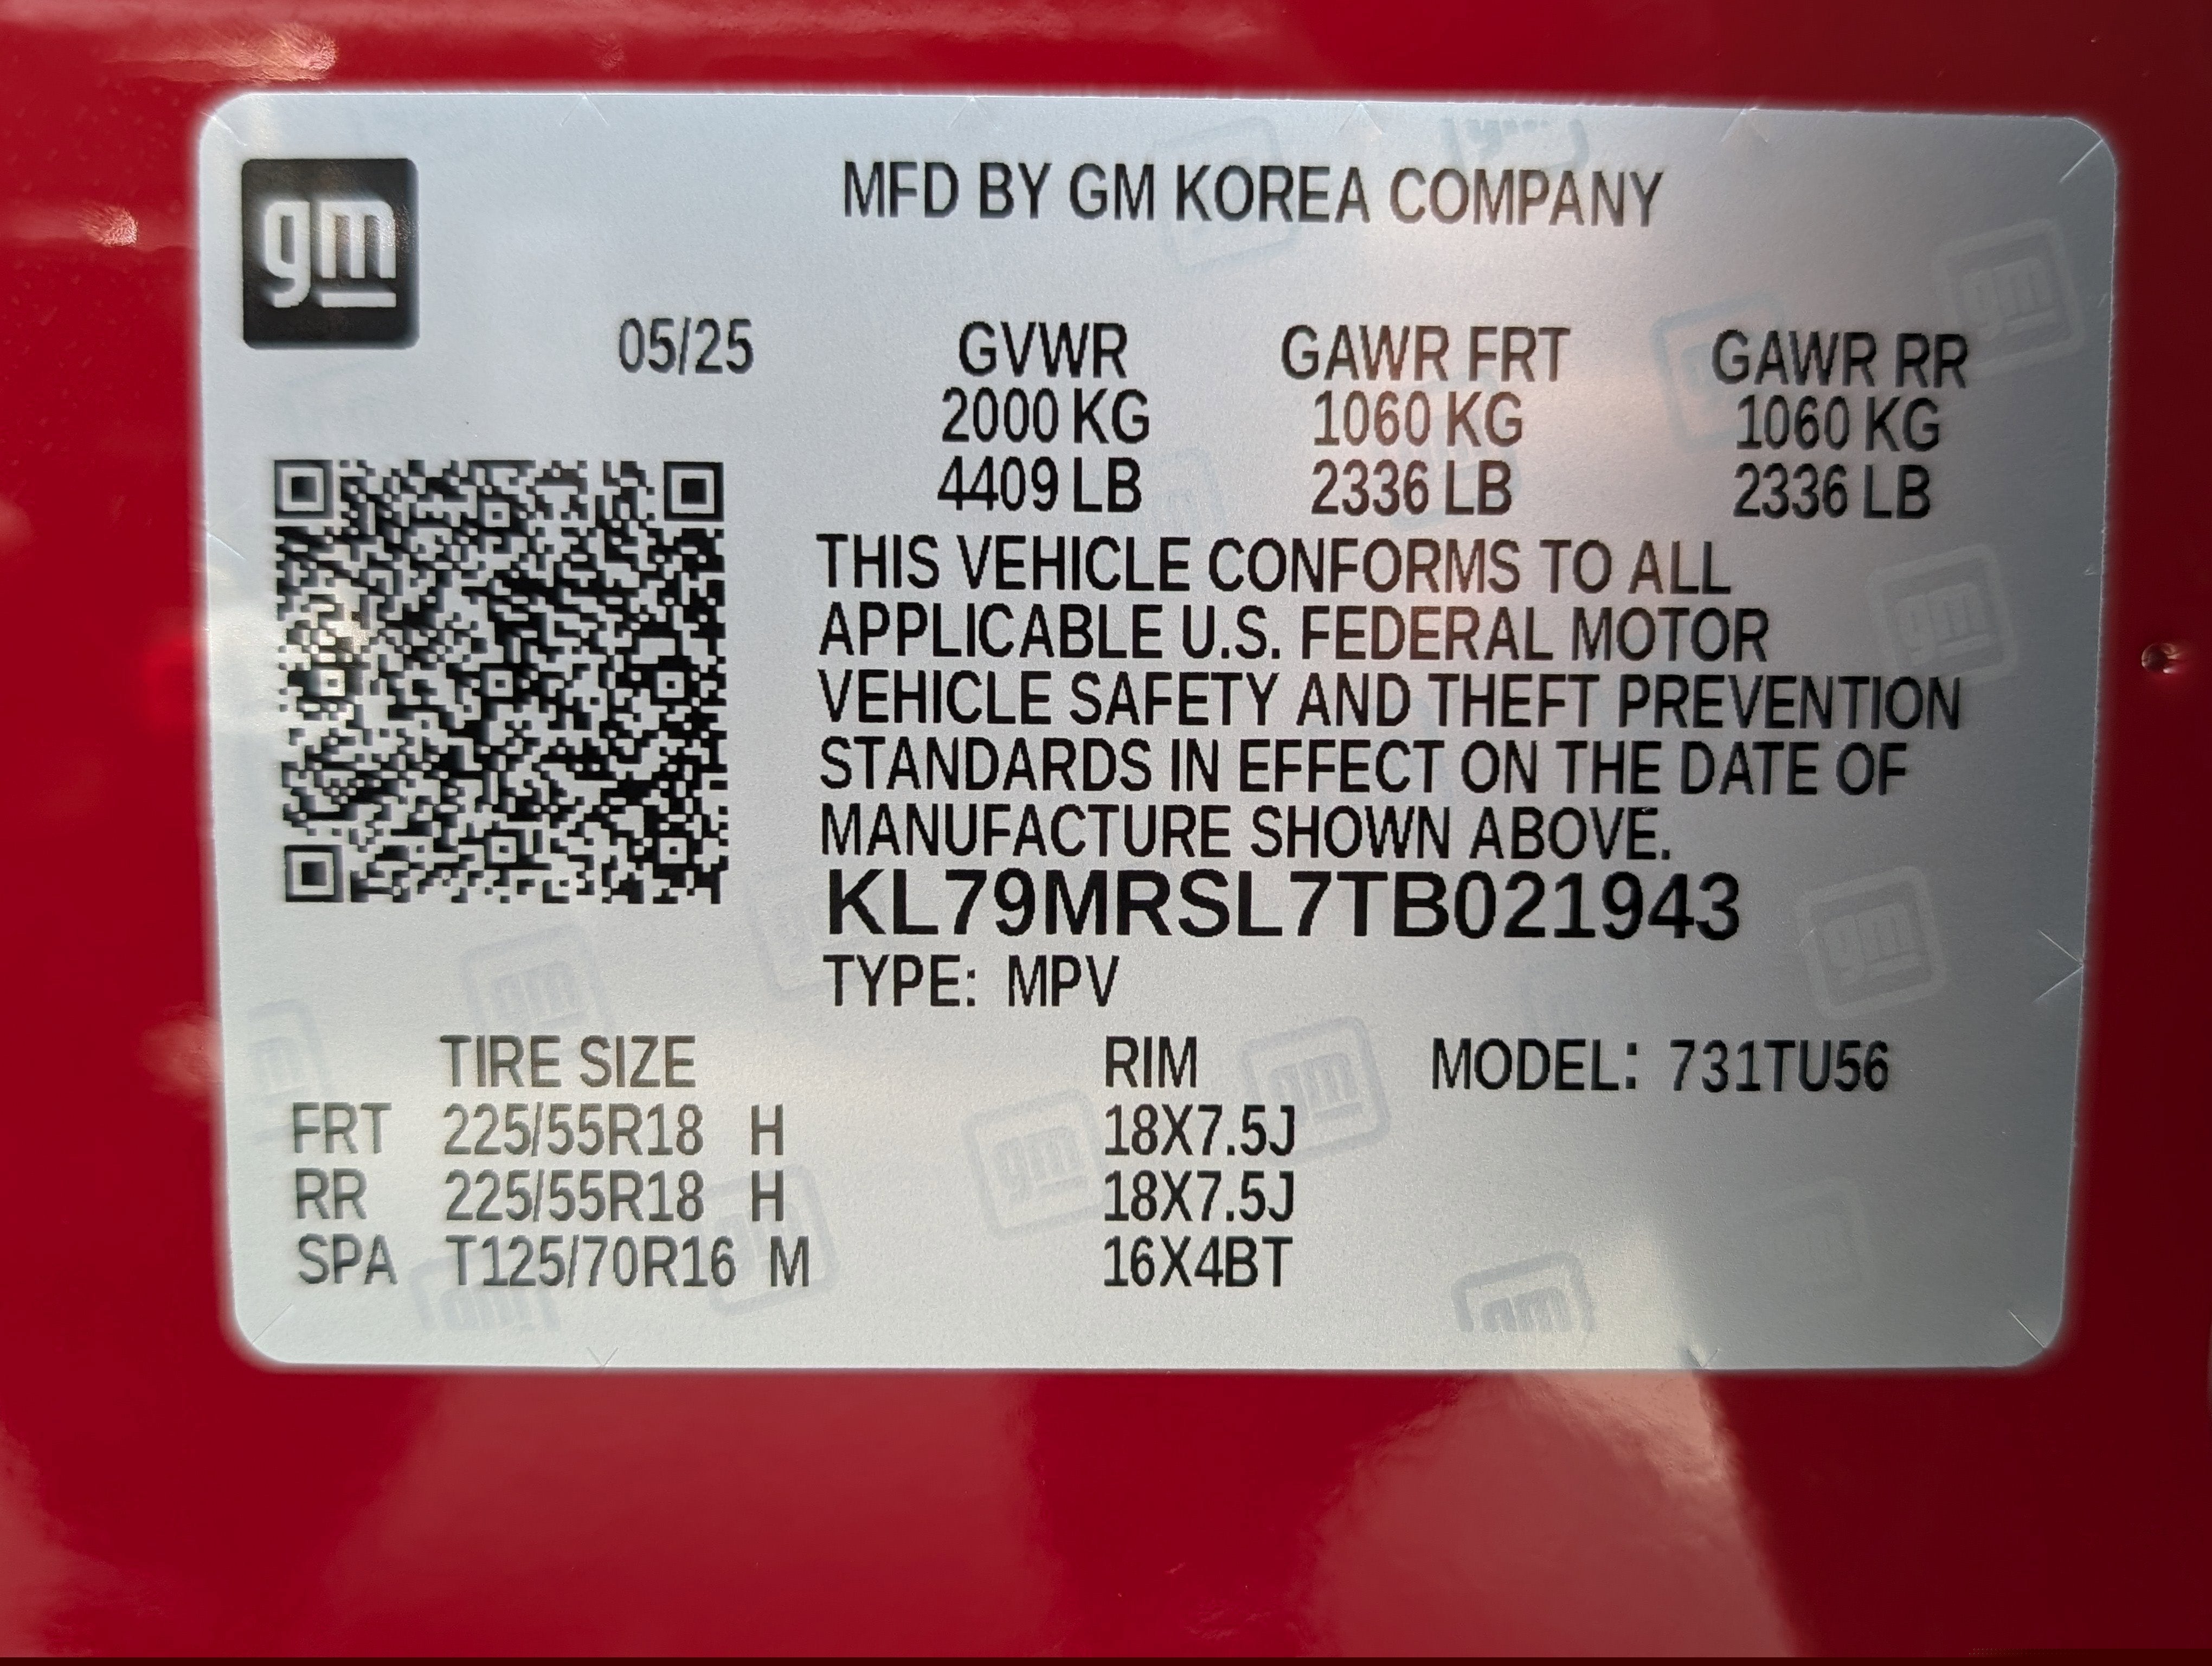 gm
MFD BY GM KOREA COMPANY
05/25 GVWR GAWR FRT GAWR RR
2000 KG 1060 KG 1060 KG
4409 LB 2336 LB 2336 LB
THIS VEHICLE CONFORMS TO ALL
APPLICABLE U.S. FEDERAL MOTOR
VEHICLE SAFETY AND THEFT PREVENTION
STANDARDS IN EFFECT ON THE DATE OF
MANUFACTURE SHOWN ABOVE.
KL79MRSL7TB021943
TYPE: MPV
TIRE SIZE RIM MODEL: 731TU56
FRT 225/55R18 H 18X7.5J
RR 225/55R18 H 18X7.5J
SPA T125/70R16 M 16X4BT